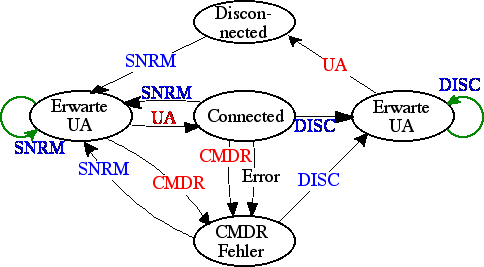 Discon-
nected
SNRM
UA
DISC
SNRM
Erwarte
UA
UA
Connected
DISC
Erwarte
UA
SNRM
CMDR
SNRM
CMDR
Error
DISC
CMDR
Fehler